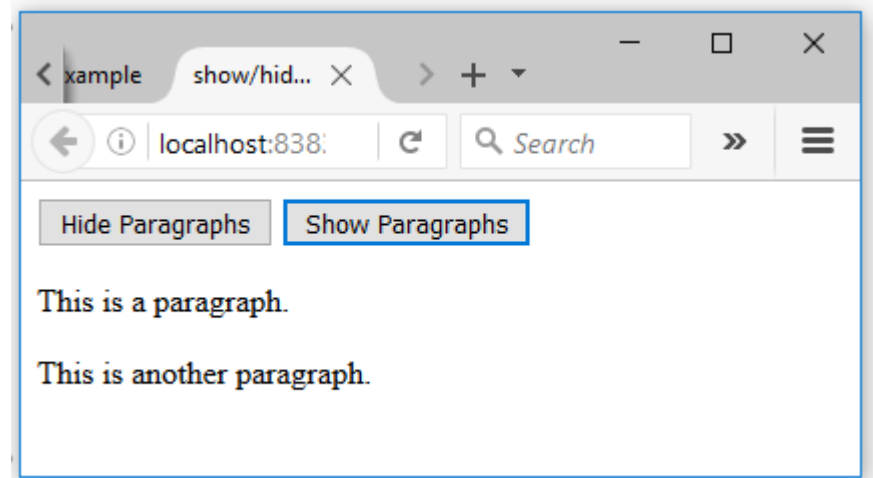 xample show/hid...
localhost:838 Search
Hide Paragraphs Show Paragraphs
This is a paragraph.
This is another paragraph.